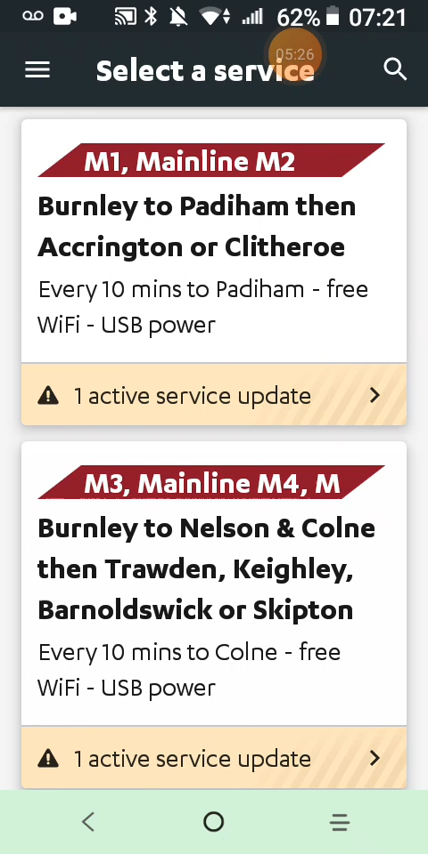 62% 07:21
05:26
Select a service
M1, Mainline M2
Burnley to Padiham then
Accrington or Clitheroe
Every 10 mins to Padiham - free
WiFi - USB power
1 active service update
M3, Mainline M4, M
Burnley to Nelson & Colne
then Trawden, Keighley,
Barnoldswick or Skipton
Every 10 mins to Colne - free
WiFi - USB power
1 active service update